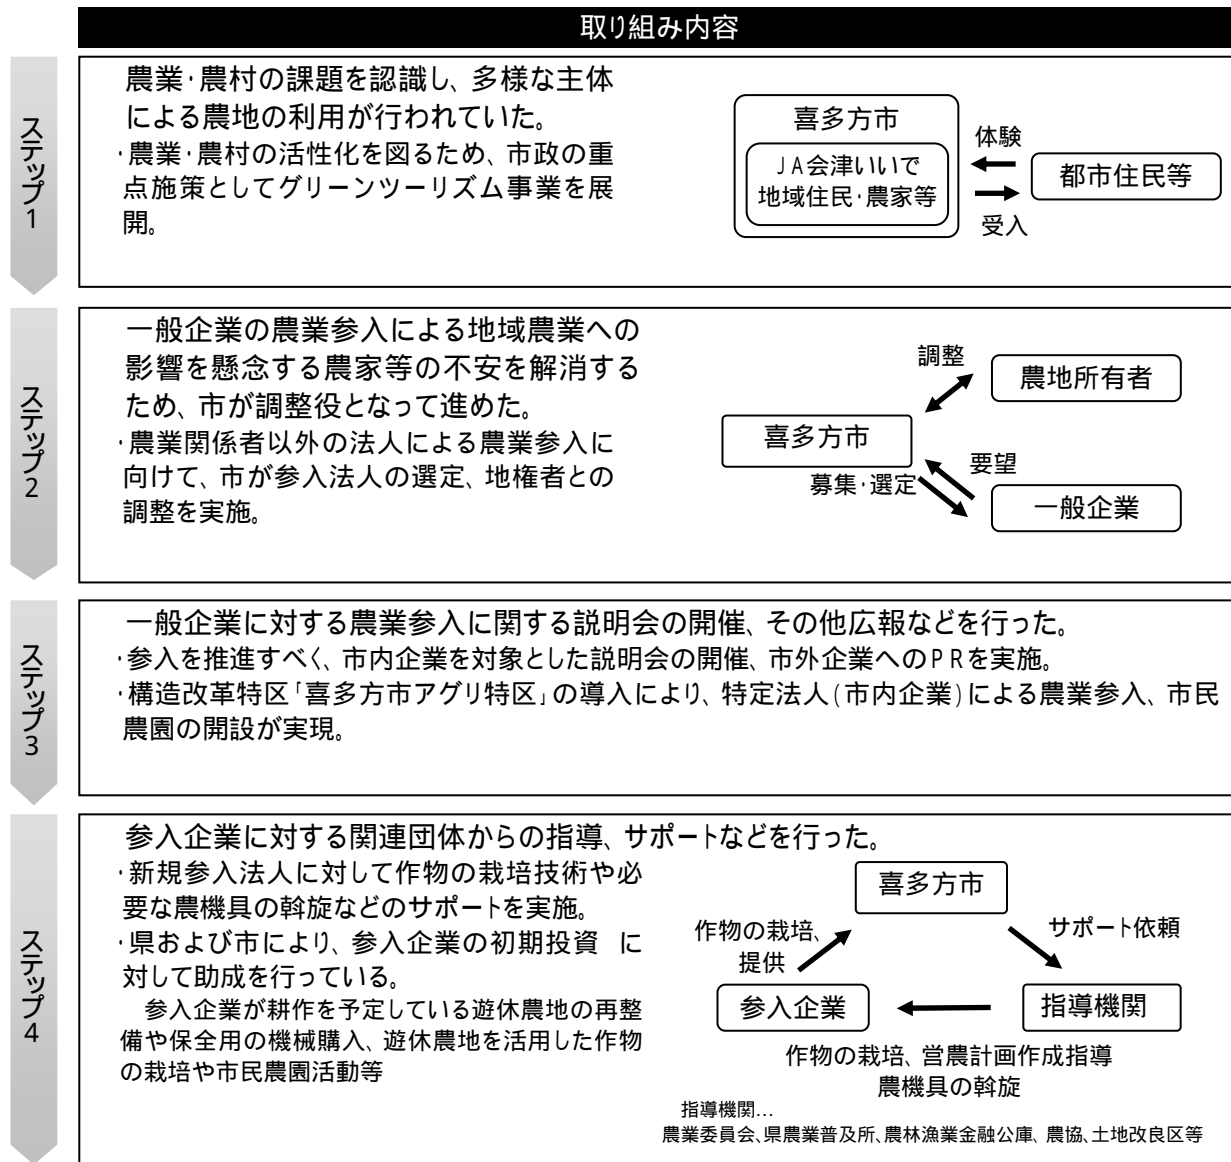 取り組み内容
ステップ1
農業･農村の課題を認識し、多様な主体
による農地の利用が行われていた。
･農業･農村の活性化を図るため、市政の重
点施策としてグリーンツーリズム事業を展
開。
喜多方市
JA会津いいで
地域住民･農家等
体験
受入
都市住民等
ステップ2
一般企業の農業参入による地域農業への
影響を懸念する農家等の不安を解消する
ため、市が調整役となって進めた。
･農業関係者以外の法人による農業参入に
向けて、市が参入法人の選定、地権者との
調整を実施。
調整
農地所有者
喜多方市
要望
募集･選定
一般企業
ステップ3
一般企業に対する農業参入に関する説明会の開催、その他広報などを行った。
･参入を推進すべく、市内企業を対象とした説明会の開催、市外企業へのPRを実施。
･構造改革特区｢喜多方市アグリ特区｣の導入により、特定法人(市内企業)による農業参入、市民
農園の開設が実現。
ステップ4
参入企業に対する関連団体からの指導、サポートなどを行った。
･新規参入法人に対して作物の栽培技術や必
要な農機具の斡旋などのサポートを実施。
･県および市により、参入企業の初期投資 に
対して助成を行っている。
参入企業が耕作を予定している遊休農地の再整
備や保全用の機械購入、遊休農地を活用した作物
の栽培や市民農園活動等
喜多方市
作物の栽培、
提供
サポート依頼
参入企業
指導機関
作物の栽培、営農計画作成指導
農機具の斡旋
指導機関…
農業委員会、県農業普及所、農林漁業金融公庫、農協、土地改良区等